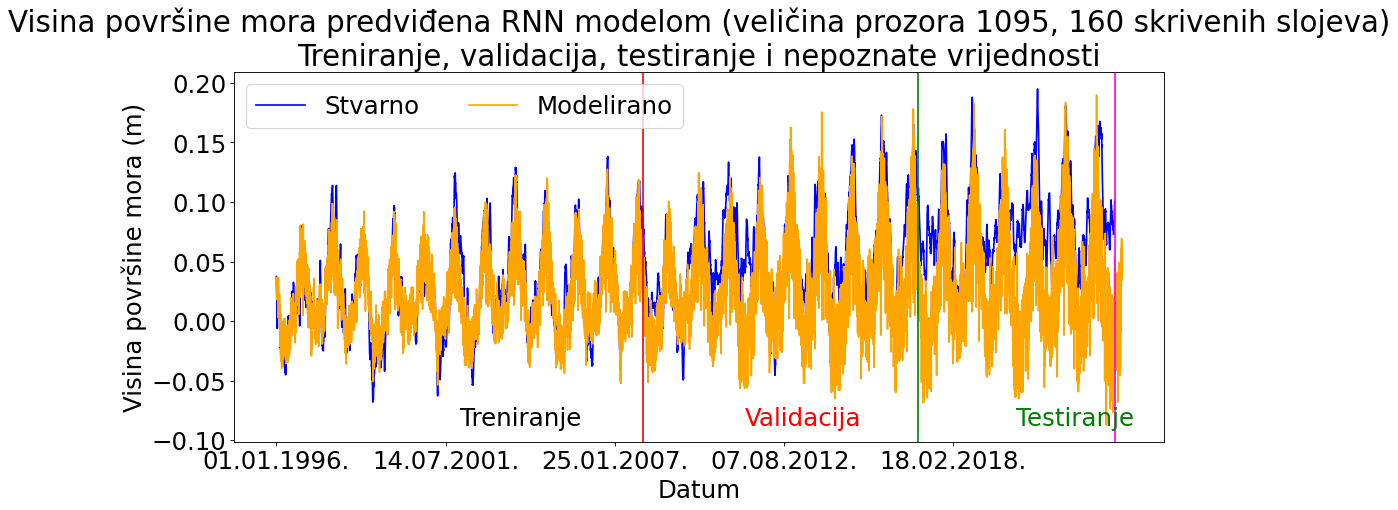 Visina površine mora predviđena RNN modelom (veličina prozora 1095, 160 skrivenih slojeva)
Treniranje, validacija, testiranje i nepoznate vrijednosti
Stvarno
Modelirano
Visina površine mora (m)
0.20
0.15
0.10
0.05
0.00
−0.05
−0.10
Treniranje
Validacija
Testiranje
01.01.1996.
14.07.2001.
25.01.2007.
07.08.2012.
18.02.2018.
Datum